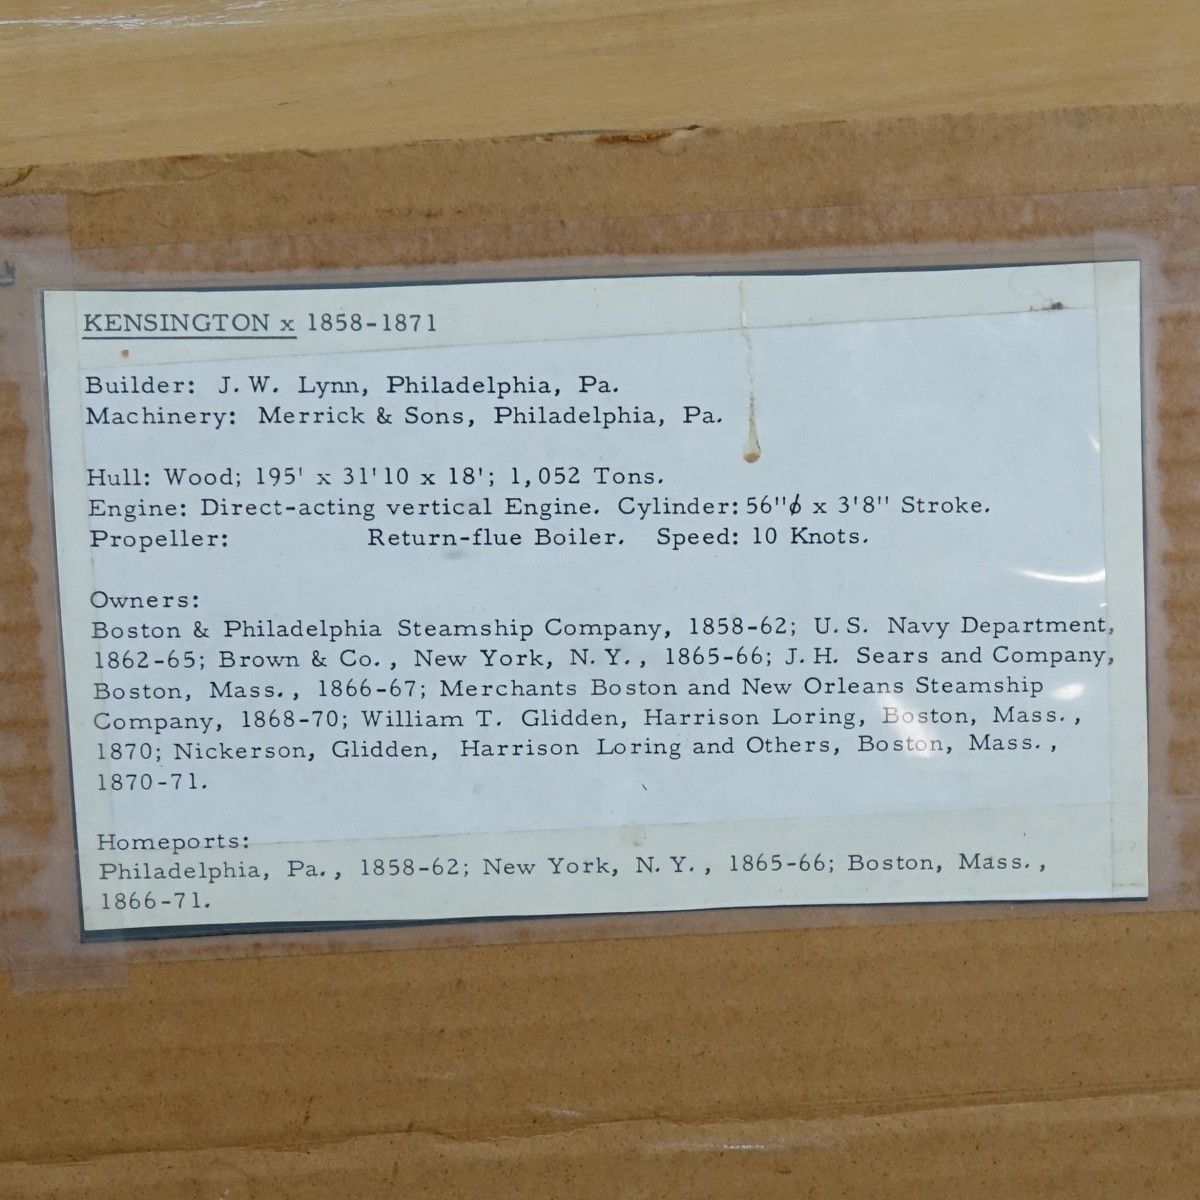 KENSINGTON x 1858-1871
Builder: J. W. Lynn, Philadelphia, Pa.
Machinery: Merrick & Sons, Philadelphia, Pa.
Hull: Wood; 195' x 31'10 x 18'; 1,052 Tons.
Engine: Direct-acting vertical Engine. Cylinder: 56"ϕ x 3'8" Stroke.
Propeller: Return-flue Boiler. Speed: 10 Knots.
Owners:
Boston & Philadelphia Steamship Company, 1858-62; U. S. Navy Department,
1862-65; Brown & Co. , New York, N. Y. , 1865-66; J. H. Sears and Company,
Boston, Mass. , 1866-67; Merchants Boston and New Orleans Steamship
Company, 1868-70; William T. Glidden, Harrison Loring, Boston, Mass. ,
1870; Nickerson, Glidden, Harrison Loring and Others, Boston, Mass. ,
1870-71.
Homeports:
Philadelphia, Pa. , 1858-62; New York, N. Y. , 1865-66; Boston, Mass. ,
1866-71.